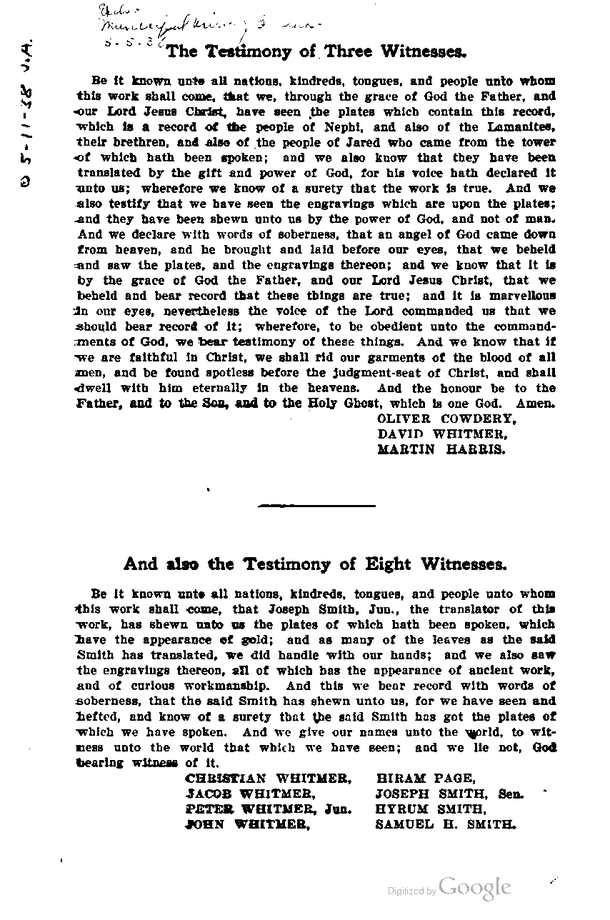 5-5-36
5-11-38 J.A.
The Testimony of Three Witnesses.
Be it known unto all nations, kindreds, tongues, and people unto whom
this work shall come, that we, through the grace of God the Father, and
our Lord Jesus Christ, have seen the plates which contain this record,
which is a record of the people of Nephi, and also of the Lamanites,
their brethren, and also of the people of Jared who came from the tower
of which hath been spoken; and we also know that they have been
translated by the gift and power of God, for his voice hath declared it
unto us; wherefore we know of a surety that the work is true. And we
also testify that we have seen the engravings which are upon the plates;
and they have been shewn unto us by the power of God, and not of man.
And we declare with words of soberness, that an angel of God came down
from heaven, and he brought and laid before our eyes, that we beheld
and saw the plates, and the engravings thereon; and we know that it is
by the grace of God the Father, and our Lord Jesus Christ, that we
beheld and bear record that these things are true; and it is marvellous
in our eyes, nevertheless the voice of the Lord commanded us that we
should bear record of it; wherefore, to be obedient unto the command-
ments of God, we bear testimony of these things. And we know that if
we are faithful in Christ, we shall rid our garments of the blood of all
men, and be found spotless before the judgment-seat of Christ, and shall
dwell with him eternally in the heavens. And the honour be to the
Father, and to the Son, and to the Holy Ghost, which is one God. Amen.
OLIVER COWDERY,
DAVID WHITMER,
MARTIN HARRIS.
And also the Testimony of Eight Witnesses.
Be it known unto all nations, kindreds, tongues, and people unto whom
this work shall come, that Joseph Smith, Jun., the translator of this
work, has shewn unto us the plates of which hath been spoken, which
have the appearance of gold; and as many of the leaves as the said
Smith has translated, we did handle with our hands; and we also saw
the engravings thereon, all of which has the appearance of ancient work,
and of curious workmanship. And this we bear record with words of
soberness, that the said Smith has shewn unto us, for we have seen and
hefted, and know of a surety that the said Smith has got the plates of
which we have spoken. And we give our names unto the world, to wit-
ness unto the world that which we have seen; and we lie not, God
bearing witness of it.
CHRISTIAN WHITMER, HIRAM PAGE,
JACOB WHITMER, JOSEPH SMITH, Sen.
PETER WHITMER, Jun. HYRUM SMITH,
JOHN WHITMER, SAMUEL H. SMITH.
Digitized by Google